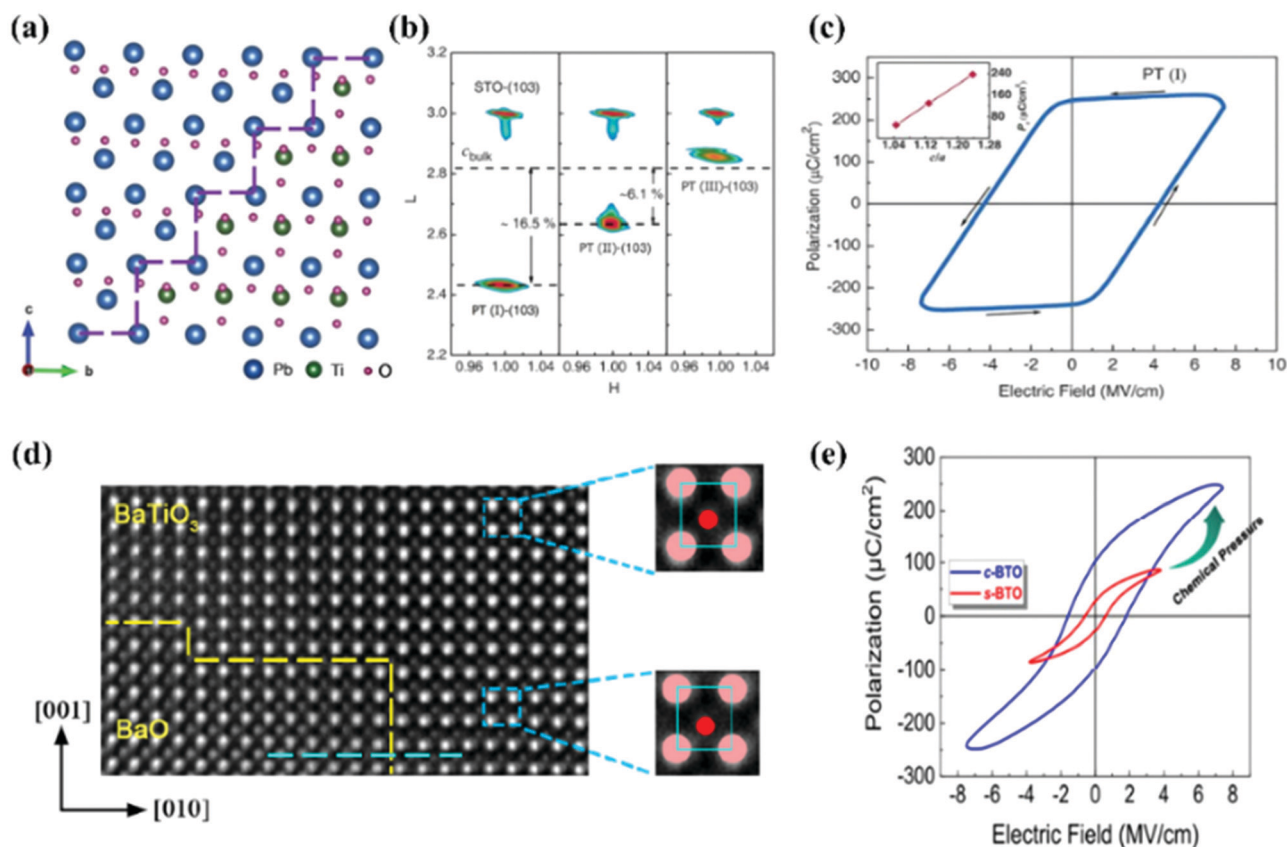 (a)
c
b
Pb
Ti
O
(b)
3.2
3.0
2.8
2.6
2.4
2.2
L
STO-(103)
c bulk
~ 16.5 %
~6.1 %
PT (I)-(103)
PT (II)-(103)
PT (III)-(103)
0.96 1.00 1.04 0.96 1.00 1.04 0.96 1.00 1.04
H
(c)
300
200
100
0
-100
-200
-300
Polarization (μC/cm²)
PT (I)
240
160
80
Pr (μC/cm²)
1.04 1.12 1.20 1.28
c/a
-10 -8 -6 -4 -2 0 2 4 6 8 10
Electric Field (MV/cm)
(d)
BaTiO₃
BaO
[001]
[010]
(e)
300
200
100
0
-100
-200
-300
Polarization (μC/cm²)
c-BTO
s-BTO
Chemical Pressure
-8 -6 -4 -2 0 2 4 6 8
Electric Field (MV/cm)